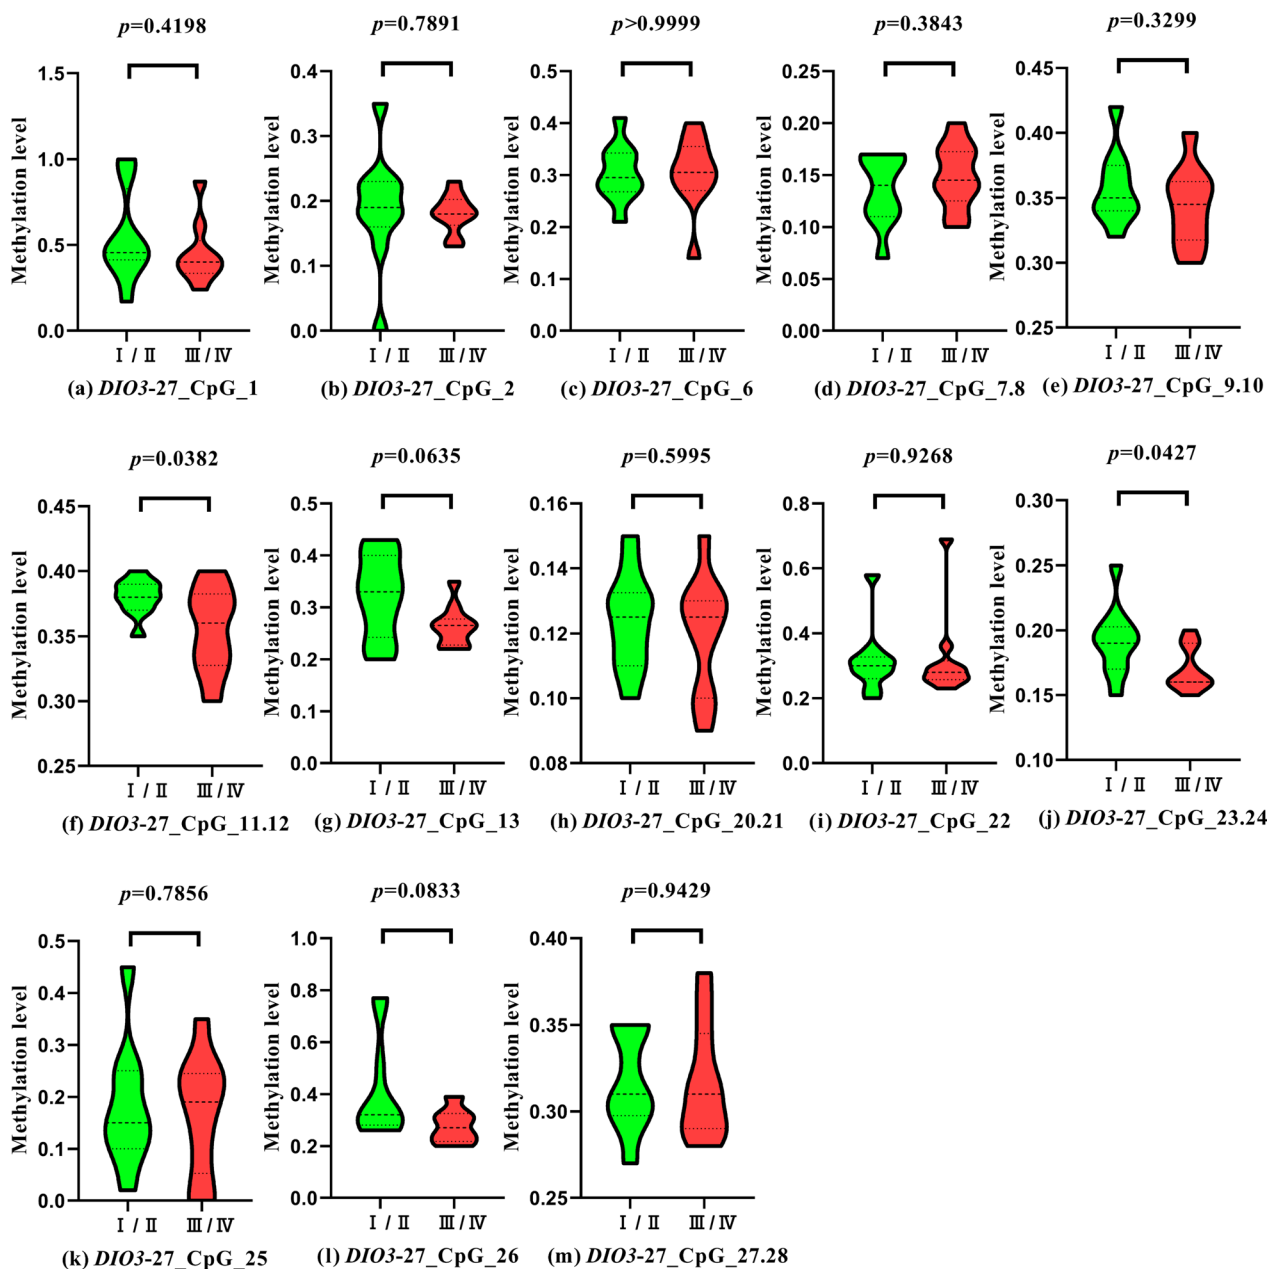 p=0.4198
p=0.7891
p>0.9999
p=0.3843
p=0.3299
Methylation level
1.5
1.0
0.5
0.0
Ⅰ / Ⅱ Ⅲ / Ⅳ
(a) DIO3-27_CpG_1
Methylation level
0.4
0.3
0.2
0.1
0.0
Ⅰ / Ⅱ Ⅲ / Ⅳ
(b) DIO3-27_CpG_2
Methylation level
0.5
0.4
0.3
0.2
0.1
0.0
Ⅰ / Ⅱ Ⅲ / Ⅳ
(c) DIO3-27_CpG_6
Methylation level
0.25
0.20
0.15
0.10
0.05
0.00
Ⅰ / Ⅱ Ⅲ / Ⅳ
(d) DIO3-27_CpG_7.8
Methylation level
0.45
0.40
0.35
0.30
0.25
Ⅰ / Ⅱ Ⅲ / Ⅳ
(e) DIO3-27_CpG_9.10
p=0.0382
p=0.0635
p=0.5995
p=0.9268
p=0.0427
Methylation level
0.45
0.40
0.35
0.30
0.25
Ⅰ / Ⅱ Ⅲ / Ⅳ
(f) DIO3-27_CpG_11.12
Methylation level
0.5
0.4
0.3
0.2
0.0
Ⅰ / Ⅱ Ⅲ / Ⅳ
(g) DIO3-27_CpG_13
Methylation level
0.16
0.14
0.12
0.10
0.08
Ⅰ / Ⅱ Ⅲ / Ⅳ
(h) DIO3-27_CpG_20.21
Methylation level
0.8
0.6
0.4
0.2
0.0
Ⅰ / Ⅱ Ⅲ / Ⅳ
(i) DIO3-27_CpG_22
Methylation level
0.30
0.25
0.20
0.15
0.10
Ⅰ / Ⅱ Ⅲ / Ⅳ
(j) DIO3-27_CpG_23.24
p=0.7856
p=0.0833
p=0.9429
Methylation level
0.5
0.4
0.3
0.2
0.1
0.0
Ⅰ / Ⅱ Ⅲ / Ⅳ
(k) DIO3-27_CpG_25
Methylation level
1.0
0.8
0.6
0.4
0.2
0.0
Ⅰ / Ⅱ Ⅲ / Ⅳ
(l) DIO3-27_CpG_26
Methylation level
0.40
0.35
0.30
0.25
Ⅰ / Ⅱ Ⅲ / Ⅳ
(m) DIO3-27_CpG_27.28